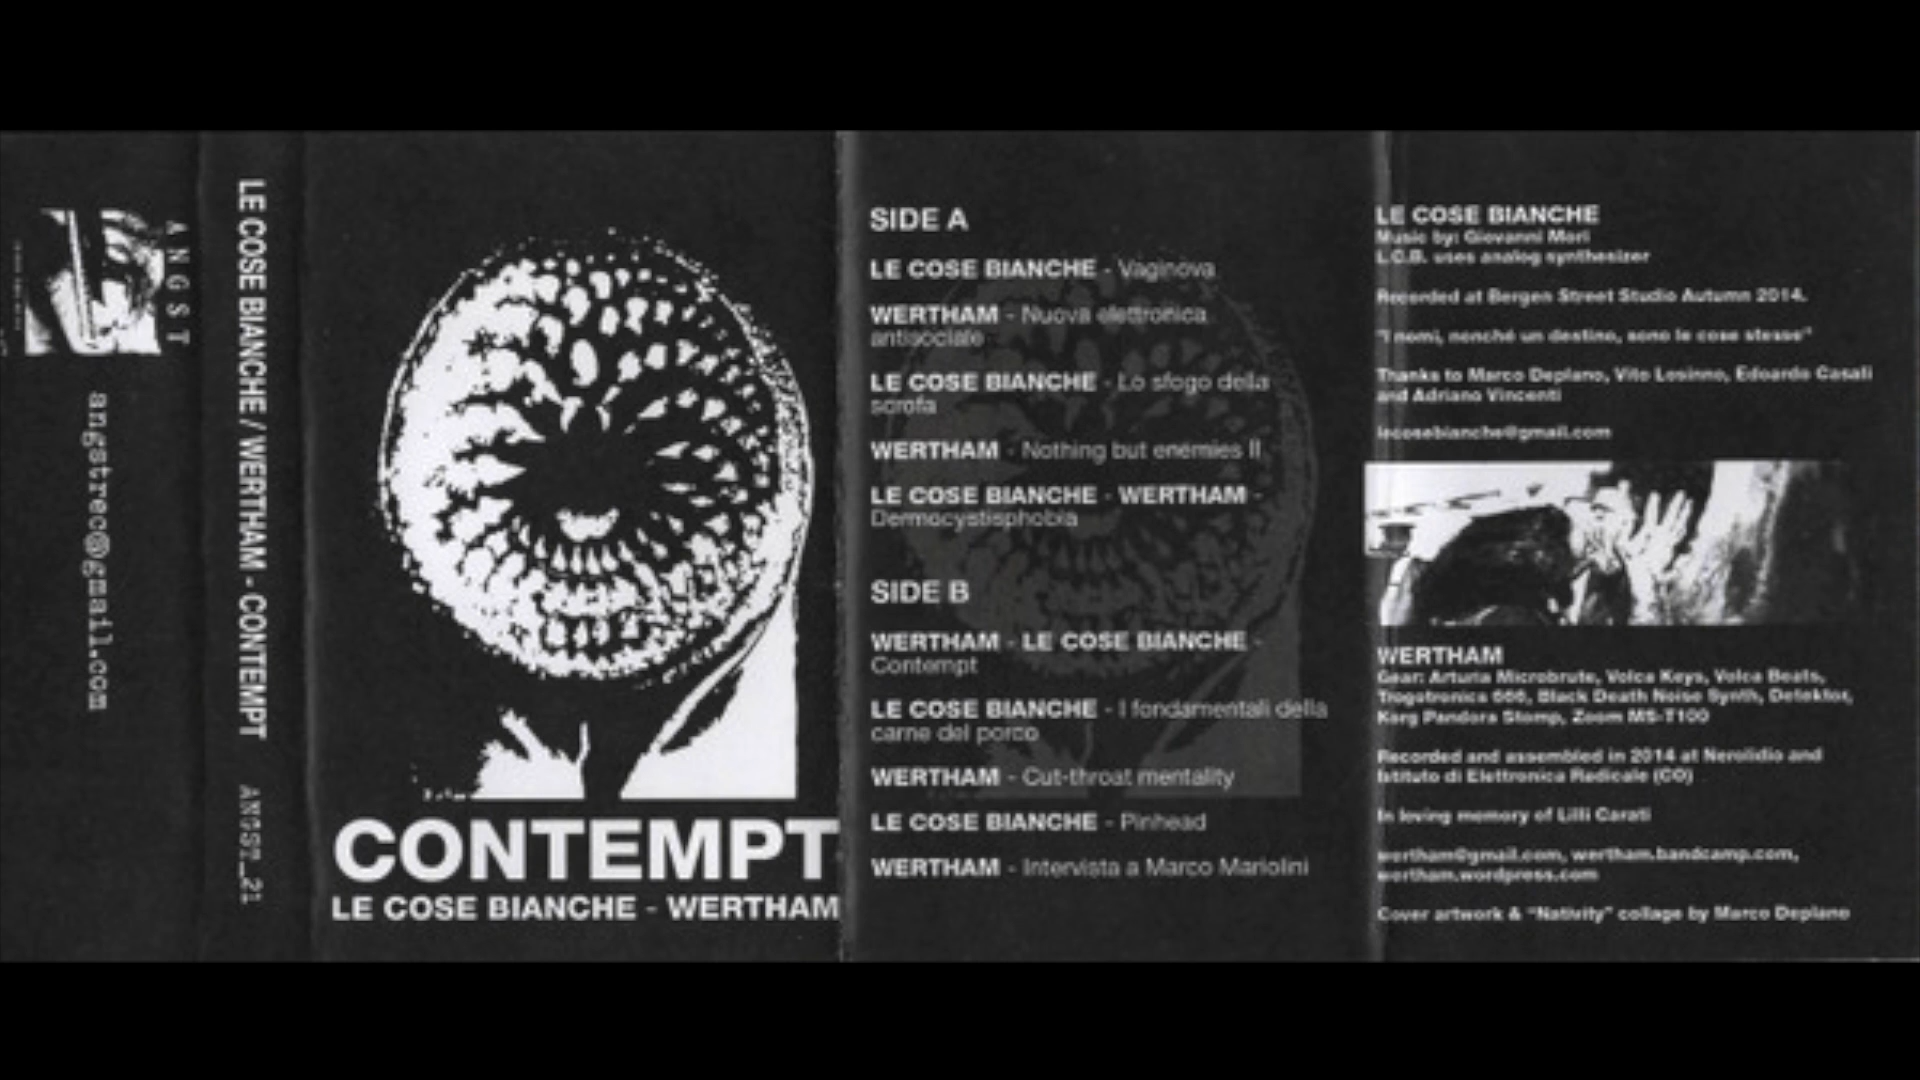 ANGST
angstrec@gmail.com
LE COSE BIANCHE / WERTHAM - CONTEMPT
ANGST_21
CONTEMPT
LE COSE BIANCHE - WERTHAM
SIDE A
LE COSE BIANCHE - Vaginova
WERTHAM - Nuova elettronica
antisociale
LE COSE BIANCHE - Lo sfogo della
scrofa
WERTHAM - Nothing but enemies II
LE COSE BIANCHE - WERTHAM -
Dermocystisphobia
SIDE B
WERTHAM - LE COSE BIANCHE -
Contempt
LE COSE BIANCHE - I fondamentali della
carne del porco
WERTHAM - Cut-throat mentality
LE COSE BIANCHE - Pinhead
WERTHAM - Intervista a Marco Mariolini
LE COSE BIANCHE
Music by: Giovanni Mori
L.C.B. uses analog synthesizer
Recorded at Bergen Street Studio Autumn 2014.
"I nomi, nonché un destino, sono le cose stesse"
Thanks to Marco Deplano, Vito Losinno, Edoardo Casali
and Adriano Vincenti
lecosebianche@gmail.com
WERTHAM
Gear: Arturia Microbrute, Volca Keys, Volca Beats,
Trogotronics 666, Black Death Noise Synth, Detektor,
Korg Pandora Stomp, Zoom MS-T100
Recorded and assembled in 2014 at Nerolidio and
Istituto di Elettronica Radicale (CO)
In loving memory of Lilli Carati
wertham@gmail.com, wertham.bandcamp.com,
wertham.wordpress.com
Cover artwork & "Nativity" collage by Marco Deplano